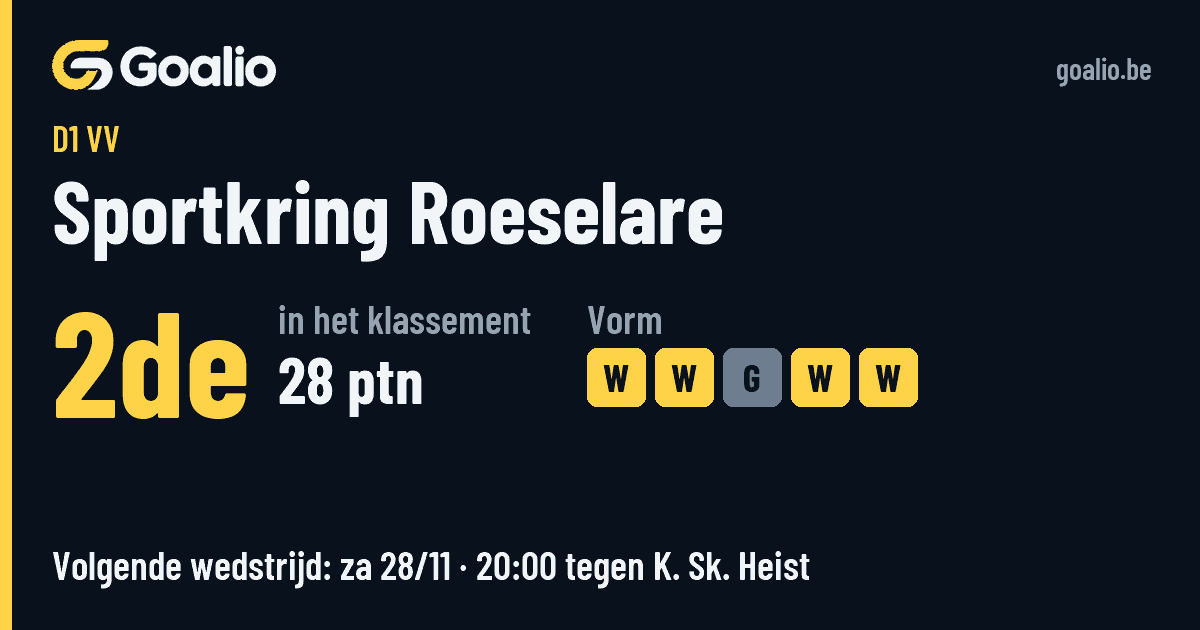 Goalio
goalio.be
D1 VV
Sportkring Roeselare
2de
in het klassement
28 ptn
Vorm
W W G W W
Volgende wedstrijd: za 28/11 · 20:00 tegen K. Sk. Heist